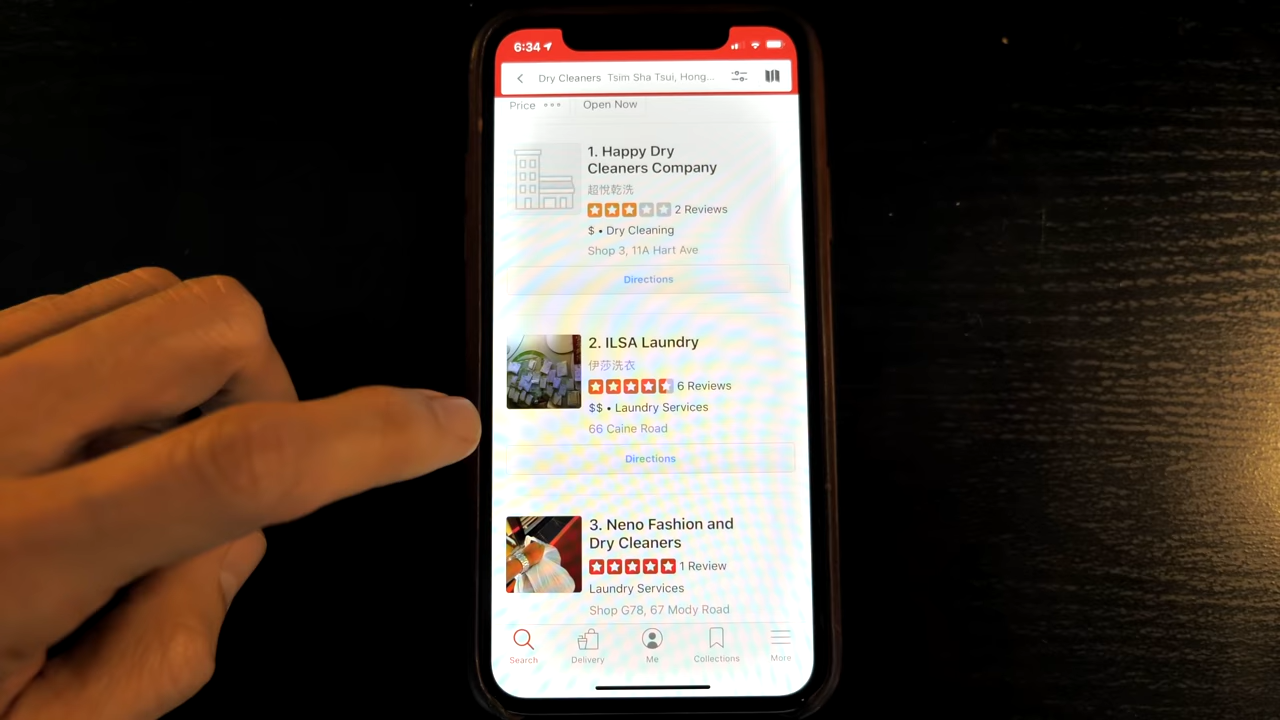 6:34
Dry Cleaners Tsim Sha Tsui, Hong...
Price Open Now
1. Happy Dry
Cleaners Company
超悅乾洗
2 Reviews
$ • Dry Cleaning
Shop 3, 11A Hart Ave
Directions
2. ILSA Laundry
伊莎洗衣
6 Reviews
$$ • Laundry Services
66 Caine Road
Directions
3. Neno Fashion and
Dry Cleaners
1 Review
Laundry Services
Shop G78, 67 Mody Road
Search Delivery Me Collections More